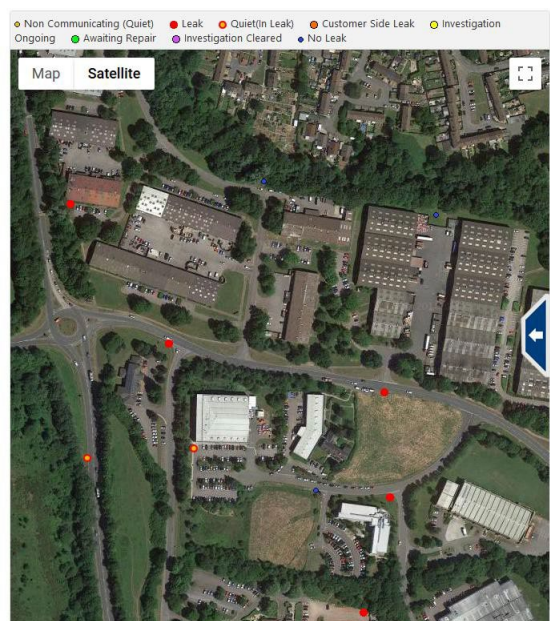 Non Communicating (Quiet) Leak Quiet(In Leak) Customer Side Leak Investigation
Ongoing Awaiting Repair Investigation Cleared No Leak
Map Satellite